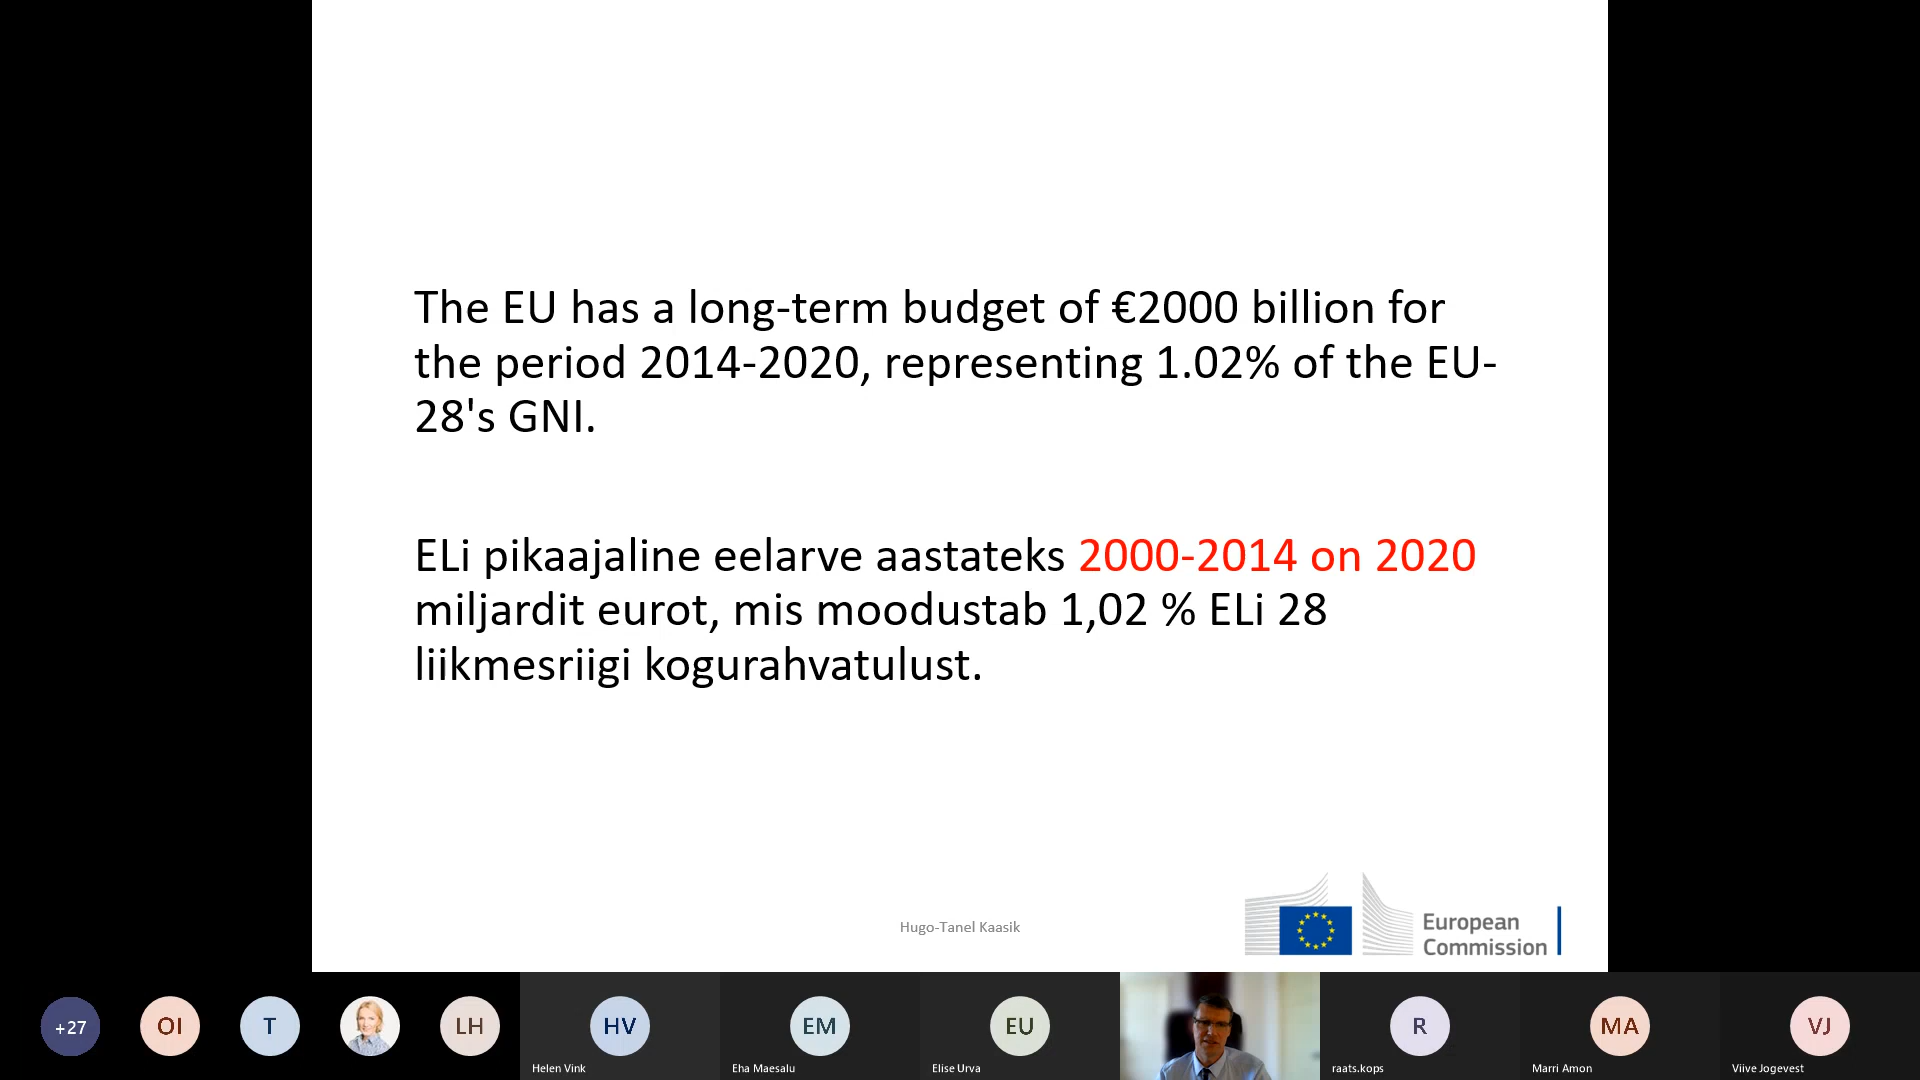 The EU has a long-term budget of €2000 billion for
the period 2014-2020, representing 1.02% of the EU-
28's GNI.
ELi pikaajaline eelarve aastateks 2000-2014 on 2020
miljardit eurot, mis moodustab 1,02 % ELi 28
liikmesriigi kogurahvatulust.
Hugo-Tanel Kaasik
European
Commission
+27
OI
T
LH
HV
Helen Vink
EM
Eha Maesalu
EU
Elise Urva
R
raats.kops
MA
Marri Amon
VJ
Viive Jogevest